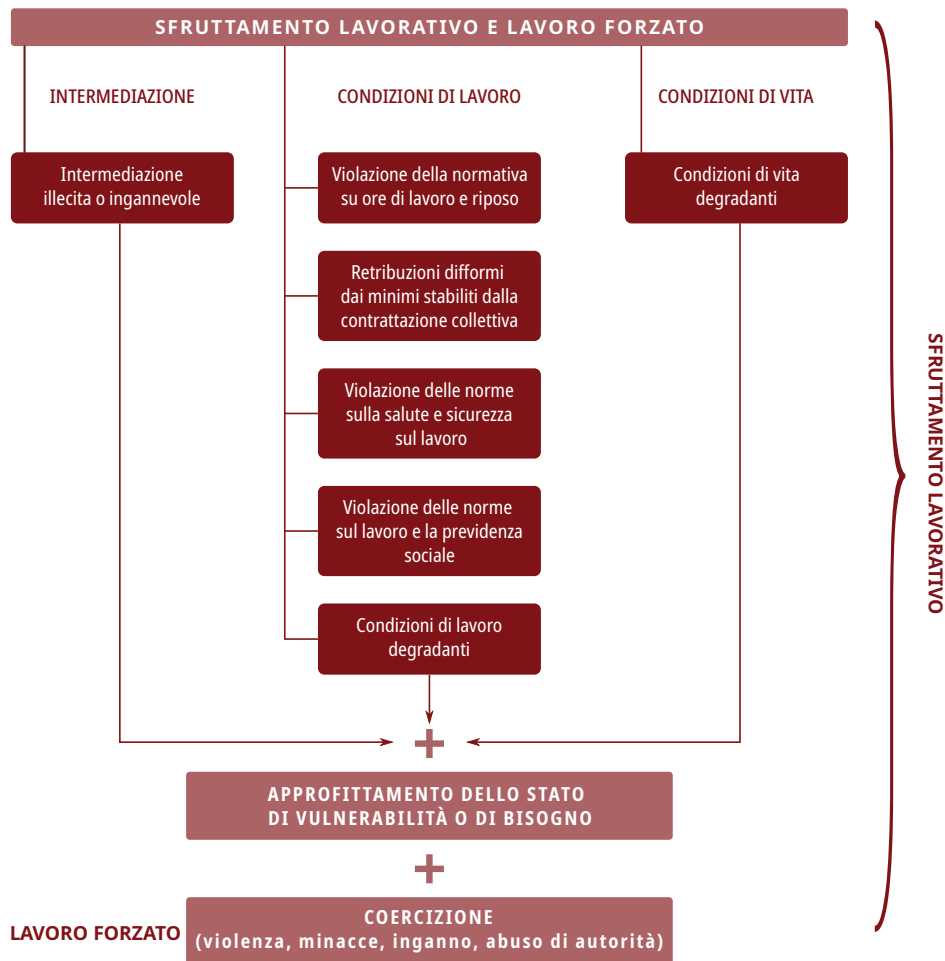 SFRUTTAMENTO LAVORATIVO E LAVORO FORZATO
INTERMEDIAZIONE
Intermediazione
illecita o ingannevole
CONDIZIONI DI LAVORO
Violazione della normativa
su ore di lavoro e riposo
Retribuzioni difformi
dai minimi stabiliti dalla
contrattazione collettiva
Violazione delle norme
sulla salute e sicurezza
sul lavoro
Violazione delle norme
sul lavoro e la previdenza
sociale
Condizioni di lavoro
degradanti
CONDIZIONI DI VITA
Condizioni di vita
degradanti
+
APPROFITTAMENTO DELLO STATO
DI VULNERABILITÀ O DI BISOGNO
+
LAVORO FORZATO
COERCIZIONE
(violenza, minacce, inganno, abuso di autorità)
SFRUTTAMENTO LAVORATIVO